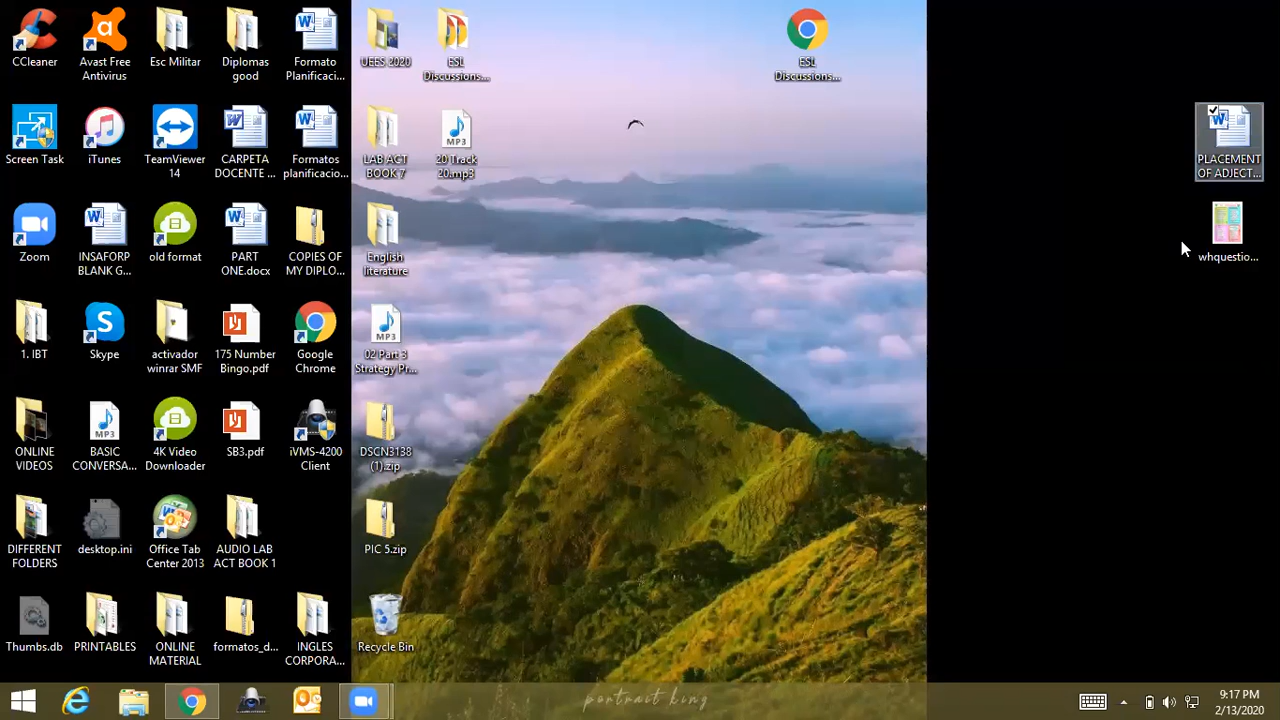 CCleaner
Avast Free
Antivirus
Esc Militar
Diplomas
good
Formato
Planificaci...
UEES 2020
ESL
Discussions...
ESL
Discussions...
Screen Task
iTunes
TeamViewer
14
CARPETA
DOCENTE ...
Formatos
planificacio...
LAB ACT
BOOK 7
MP3
20 Track
20.mp3
PLACEMENT
OF ADJECT...
Zoom
INSAFORP
BLANK G...
old format
PART
ONE.docx
COPIES OF
MY DIPLO...
English
literature
whquestio...
1. IBT
Skype
activador
winrar SMF
175 Number
Bingo.pdf
Google
Chrome
MP3
02 Part 3
Strategy Pr...
ONLINE
VIDEOS
MP3
BASIC
CONVERSA...
4K Video
Downloader
SB3.pdf
iVMS-4200
Client
DSCN3138
(1).zip
DIFFERENT
FOLDERS
desktop.ini
Office Tab
Center 2013
AUDIO LAB
ACT BOOK 1
PIC 5.zip
Thumbs.db
PRINTABLES
ONLINE
MATERIAL
formatos_d...
INGLES
CORPORA...
Recycle Bin
portrait king
9:17 PM
2/13/2020